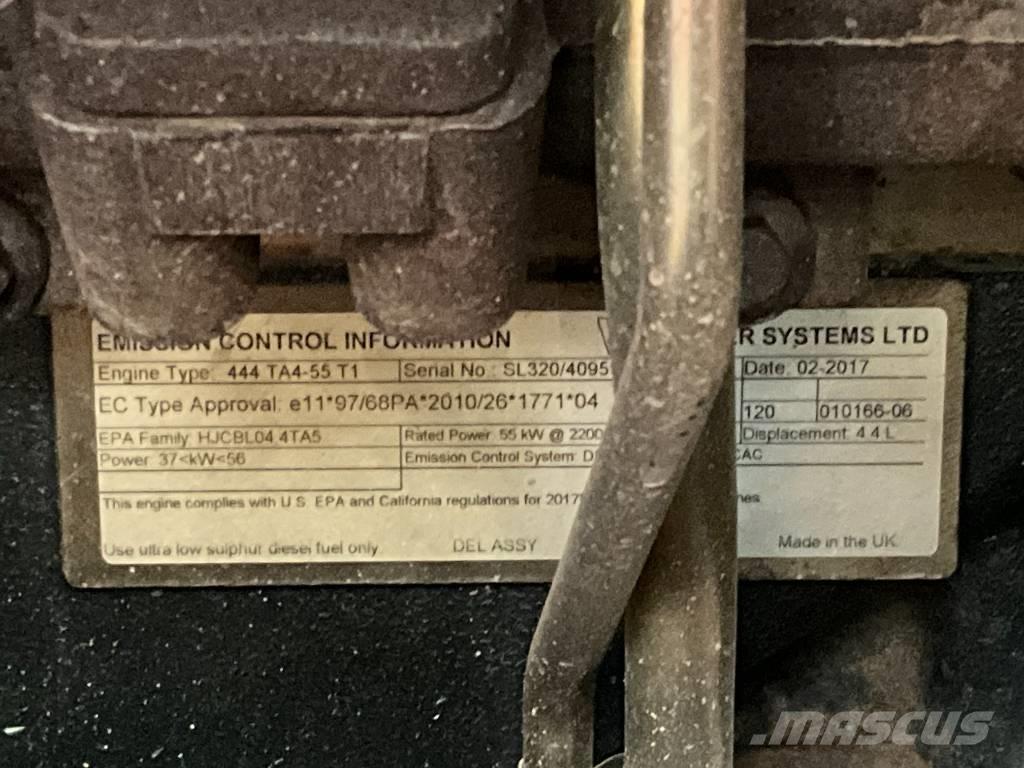 EMISSION CONTROL INFORMATION ER SYSTEMS LTD
Engine Type: 444 TA4-55 T1 Serial No : SL320/4095 Date: 02-2017
EC Type Approval: e11*97/68PA*2010/26*1771*04 120 010166-06
EPA Family: HJCBL04.4TA5 Rated Power: 55 kW @ 2200 Displacement: 4.4 L
Power: 37<kW<56 Emission Control System: D CAC
This engine complies with U.S. EPA and California regulations for 2017
Use ultra low sulphur diesel fuel only. DEL ASSY Made in the UK.
MASCUS